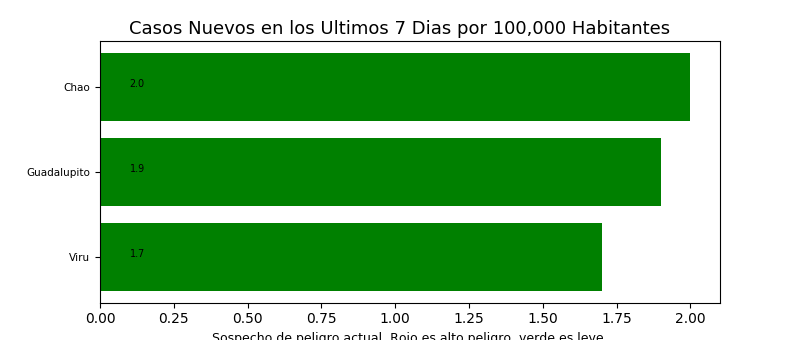 Casos Nuevos en los Ultimos 7 Dias por 100,000 Habitantes
Chao
2.0
Guadalupito
1.9
Viru
1.7
0.00 0.25 0.50 0.75 1.00 1.25 1.50 1.75 2.00
Sospecho de peligro actual. Rojo es alto peligro, verde es leve